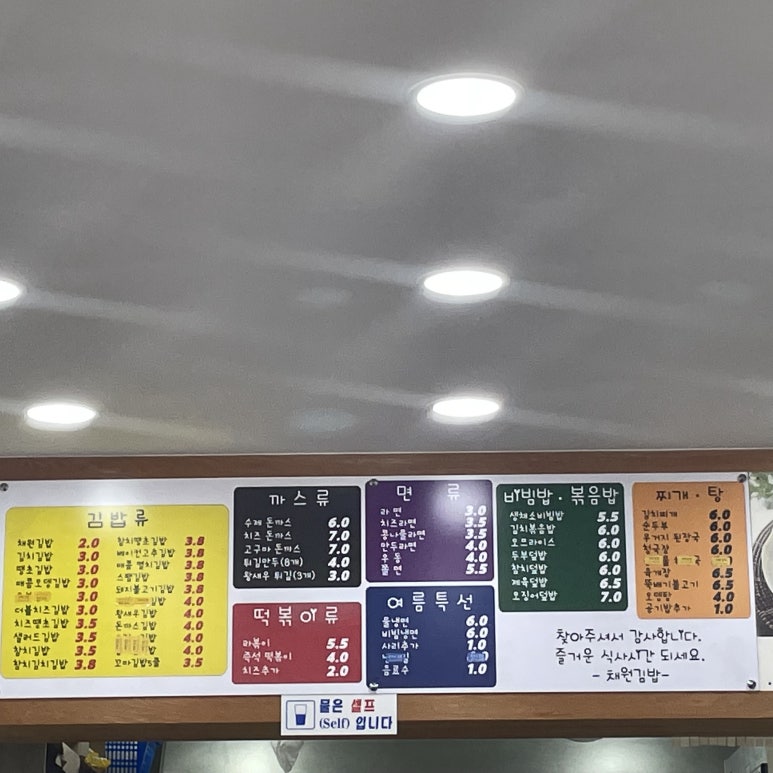 김밥류
채원김밥 2.0
김치김밥 3.0
땡초김밥 3.0
매콤오뎅김밥 3.0
3.0
더블치즈김밥 3.0
치즈땡초김밥 3.5
샐러드김밥 3.5
참치김밥 3.5
참치김치김밥 3.8
참치땡초김밥 3.8
3.8
매콤 멸치김밥 3.8
스팸김밥 3.8
돼지불고기김밥 3.8
4.0
왕새우김밥 4.0
돈까스김밥 4.0
4.0
꼬마김밥5줄 3.5
까스류
수제 돈까스 6.0
치즈 돈까스 7.0
고구마 돈까스 7.0
튀김만두(8개) 4.0
왕새우 튀김(3개) 3.0
떡볶이류
라볶이 5.5
즉석 떡볶이 4.0
치즈추가 2.0
면 류
라면 3.0
치즈라면 3.5
콩나물라면 3.5
만두라면 4.0
우동 4.0
쫄면 5.5
여름특선
물냉면 6.0
비빔냉면 6.0
사리추가 1.0
음료수 1.0
비빔밥·볶음밥
생채소비빔밥 5.5
김치볶음밥 6.0
오므라이스 6.0
두부덮밥 6.0
참치덮밥 6.0
제육덮밥 6.5
오징어덮밥 7.0
찌개·탕
김치찌개 6.0
순두부 6.0
우거지 된장국 6.0
청국장 6.0
육개장 6.5
뚝배기불고기 6.5
오뎅탕 4.0
공기밥추가 1.0
찾아주셔서 감사합니다.
즐거운 식사시간 되세요.
-채원김밥-
물은 셀프
(Self) 입니다